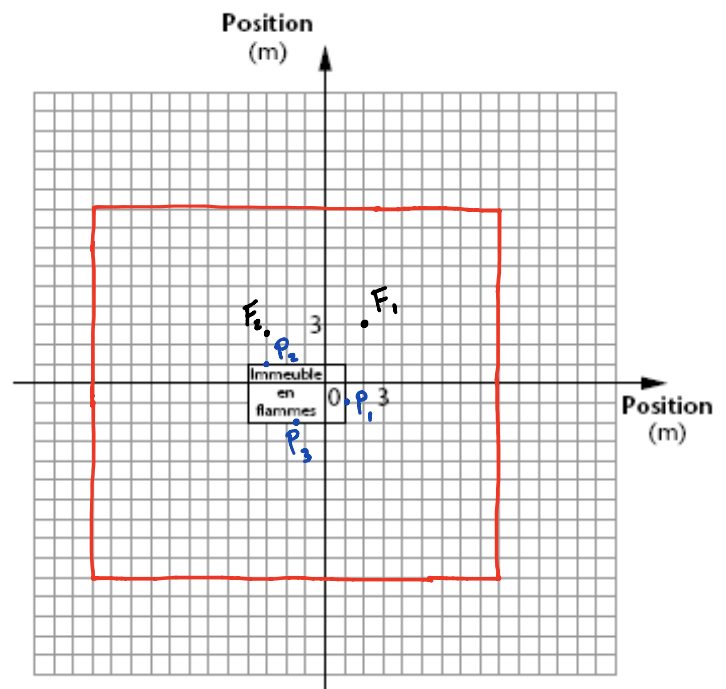 Position
(m)
F₁
F₂
3
P₂
Immeuble
en
flammes
0
P₁
3
P₃
Position
(m)